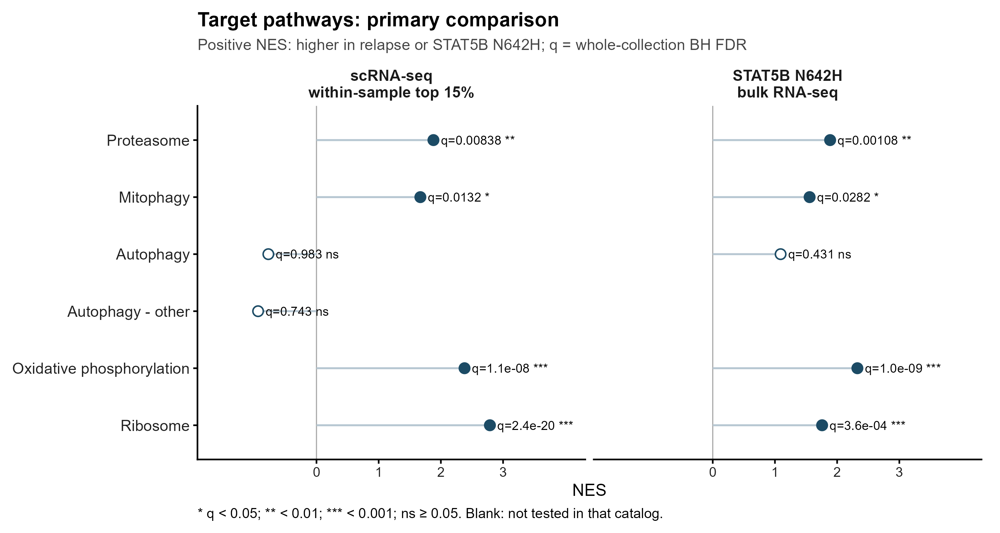 Target pathways: primary comparison
Positive NES: higher in relapse or STAT5B N642H; q = whole-collection BH FDR
scRNA-seq
within-sample top 15%
STAT5B N642H
bulk RNA-seq
Proteasome
q=0.00838 **
q=0.00108 **
Mitophagy
q=0.0132 *
q=0.0282 *
Autophagy
q=0.983 ns
q=0.431 ns
Autophagy - other
q=0.743 ns
Oxidative phosphorylation
q=1.1e-08 ***
q=1.0e-09 ***
Ribosome
q=2.4e-20 ***
q=3.6e-04 ***
0 1 2 3
0 1 2 3
NES
* q < 0.05; ** < 0.01; *** < 0.001; ns ≥ 0.05. Blank: not tested in that catalog.